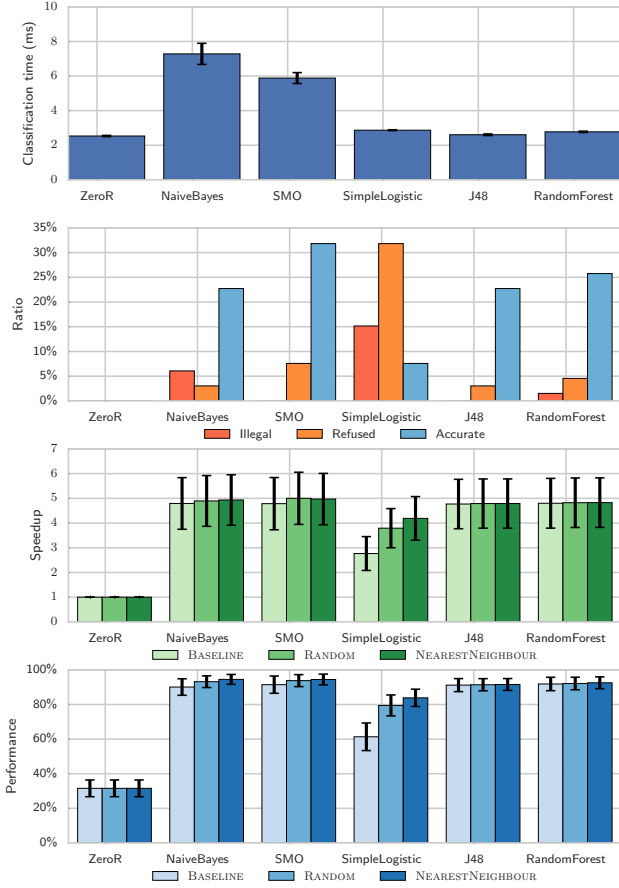 10
8
6
4
2
0
Classification time (ms)
ZeroR NaiveBayes SMO SimpleLogistic J48 RandomForest
35%
30%
25%
20%
15%
10%
5%
0%
Ratio
ZeroR NaiveBayes SMO SimpleLogistic J48 RandomForest
Illegal Refused Accurate
7
6
5
4
3
2
1
0
Speedup
ZeroR NaiveBayes SMO SimpleLogistic J48 RandomForest
BASELINE RANDOM NEARESTNEIGHBOUR
100%
80%
60%
40%
20%
0%
Performance
ZeroR NaiveBayes SMO SimpleLogistic J48 RandomForest
BASELINE RANDOM NEARESTNEIGHBOUR